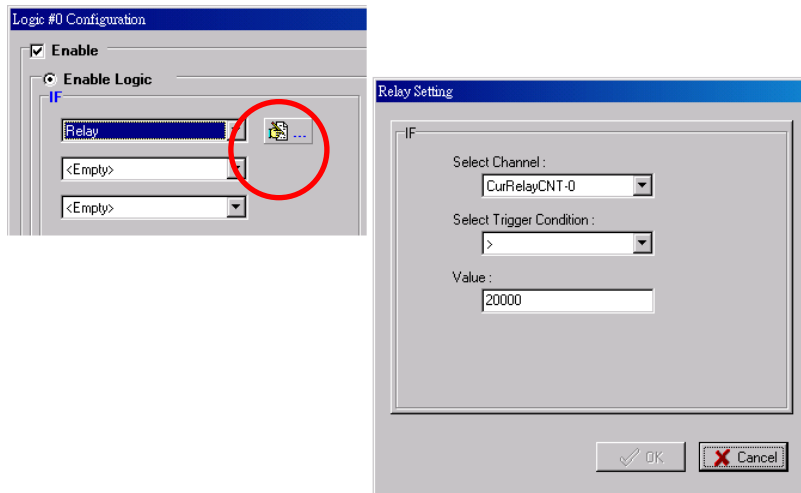 Logic #0 Configuration
Enable
Enable Logic
IF
Relay
...
<Empty>
<Empty>
Relay Setting
IF
Select Channel :
CurRelayCNT-0
Select Trigger Condition :
>
Value :
20000
OK
Cancel